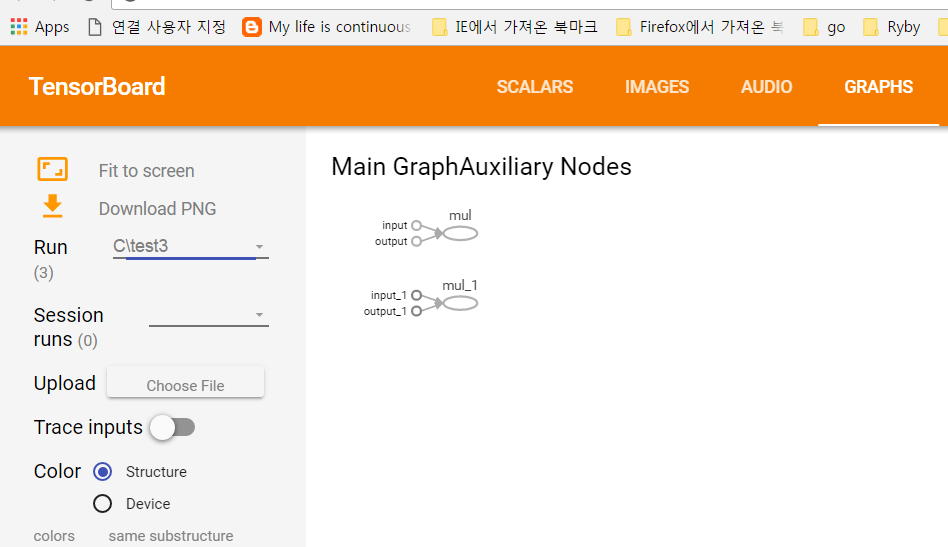 Apps 연결 사용자 지정 My life is continuous IE에서 가져온 북마크 Firefox에서 가져온 북 go Ryby
TensorBoard SCALARS IMAGES AUDIO GRAPHS
Fit to screen
Download PNG
Run (3) C\test3
Session runs (0)
Upload Choose File
Trace inputs
Color Structure
Device
colors same substructure
Main GraphAuxiliary Nodes
mul
input
output
mul_1
input_1
output_1